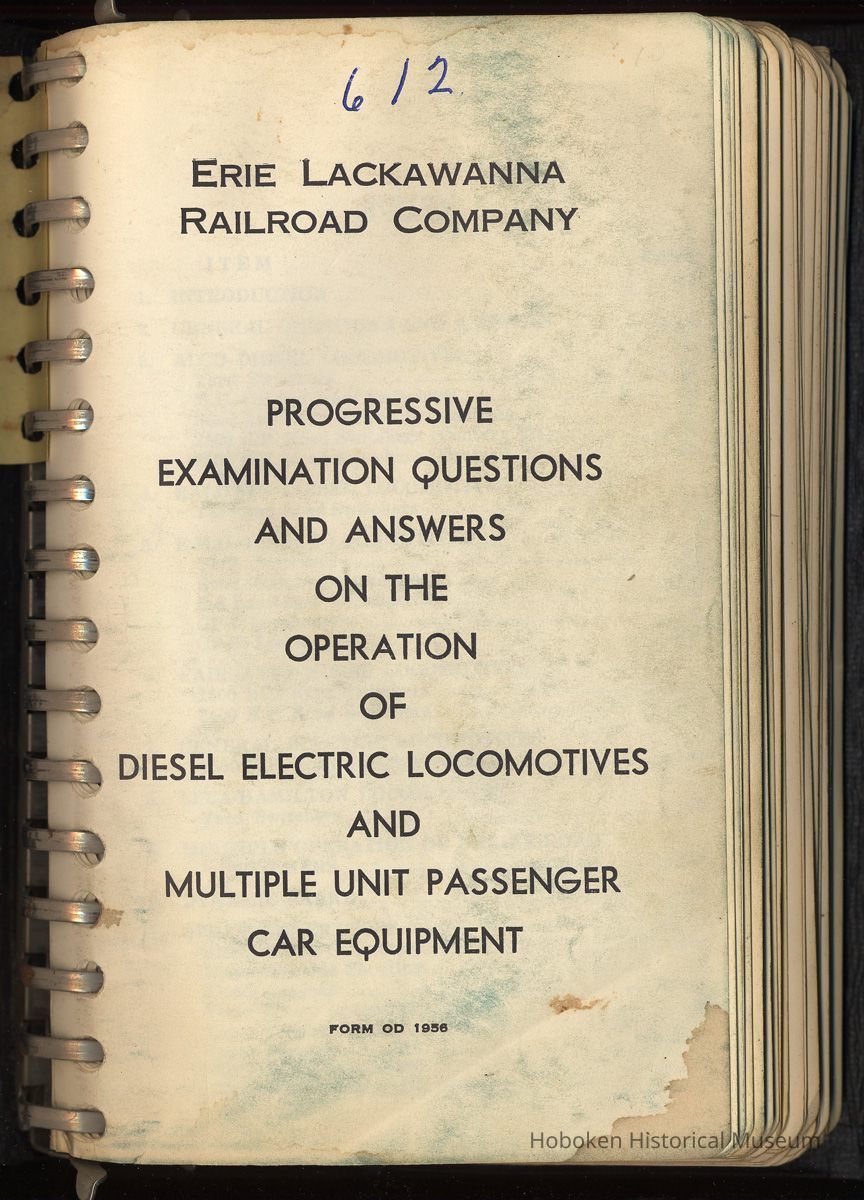 612
ERIE LACKAWANNA
RAILROAD COMPANY
ITEM
PROGRESSIVE
EXAMINATION QUESTIONS
AND ANSWERS
ON THE
OPERATION
OF
DIESEL ELECTRIC LOCOMOTIVES
AND
MULTIPLE UNIT PASSENGER
CAR EQUIPMENT
FORM OD 1956
Hoboken Historical Museum